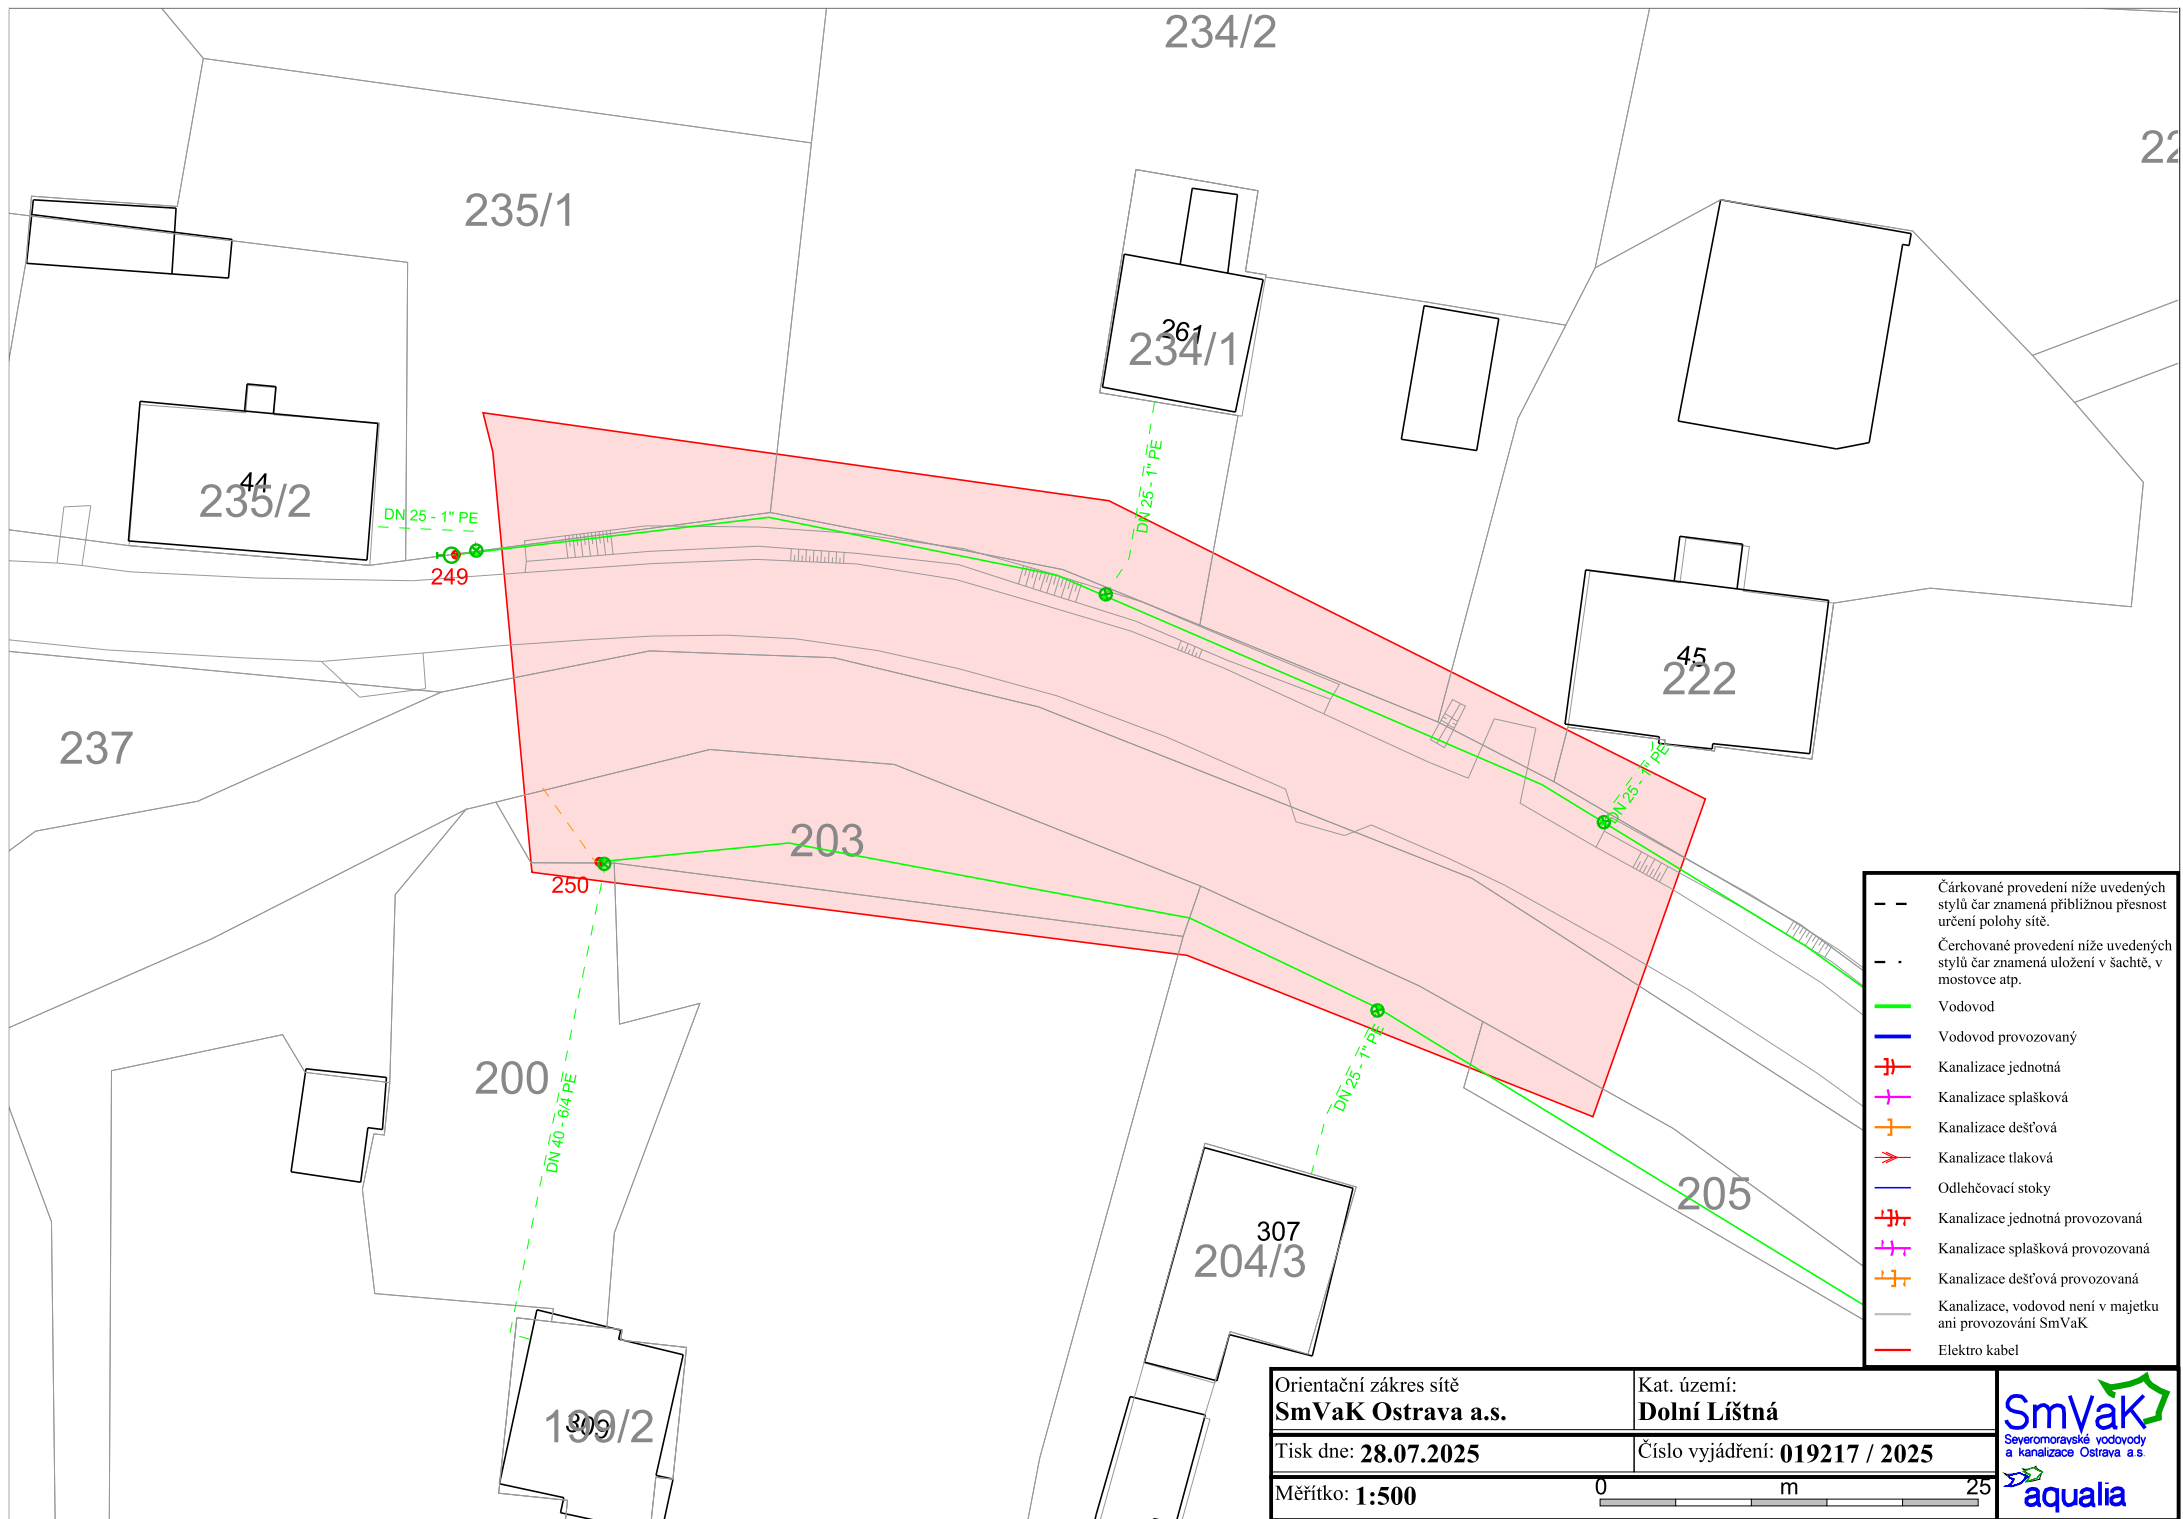 234/2
22
235/1
261
234/1
44
235/2
DN 25 - 1" PE
DN 25 - 1" PE
249
45
222
237
DN 25 - 1" PE
203
250
200
DN 40 - 6/4 PE
DN 25 - 1" PE
205
307
204/3
309
199/2
Čárkované provedení níže uvedených
stylů čar znamená přibližnou přesnost
určení polohy sítě.
Čerchované provedení níže uvedených
stylů čar znamená uložení v šachtě, v
mostovce atp.
Vodovod
Vodovod provozovaný
Kanalizace jednotná
Kanalizace splašková
Kanalizace dešťová
Kanalizace tlaková
Odlehčovací stoky
Kanalizace jednotná provozovaná
Kanalizace splašková provozovaná
Kanalizace dešťová provozovaná
Kanalizace, vodovod není v majetku
ani provozování SmVaK
Elektro kabel
Orientační zákres sítě
SmVaK Ostrava a.s.
Kat. území:
Dolní Líštná
Tisk dne: 28.07.2025
Číslo vyjádření: 019217 / 2025
Měřítko: 1:500
0 m 25
SmVaK
Severomoravské vodovody
a kanalizace Ostrava a.s.
aqualia